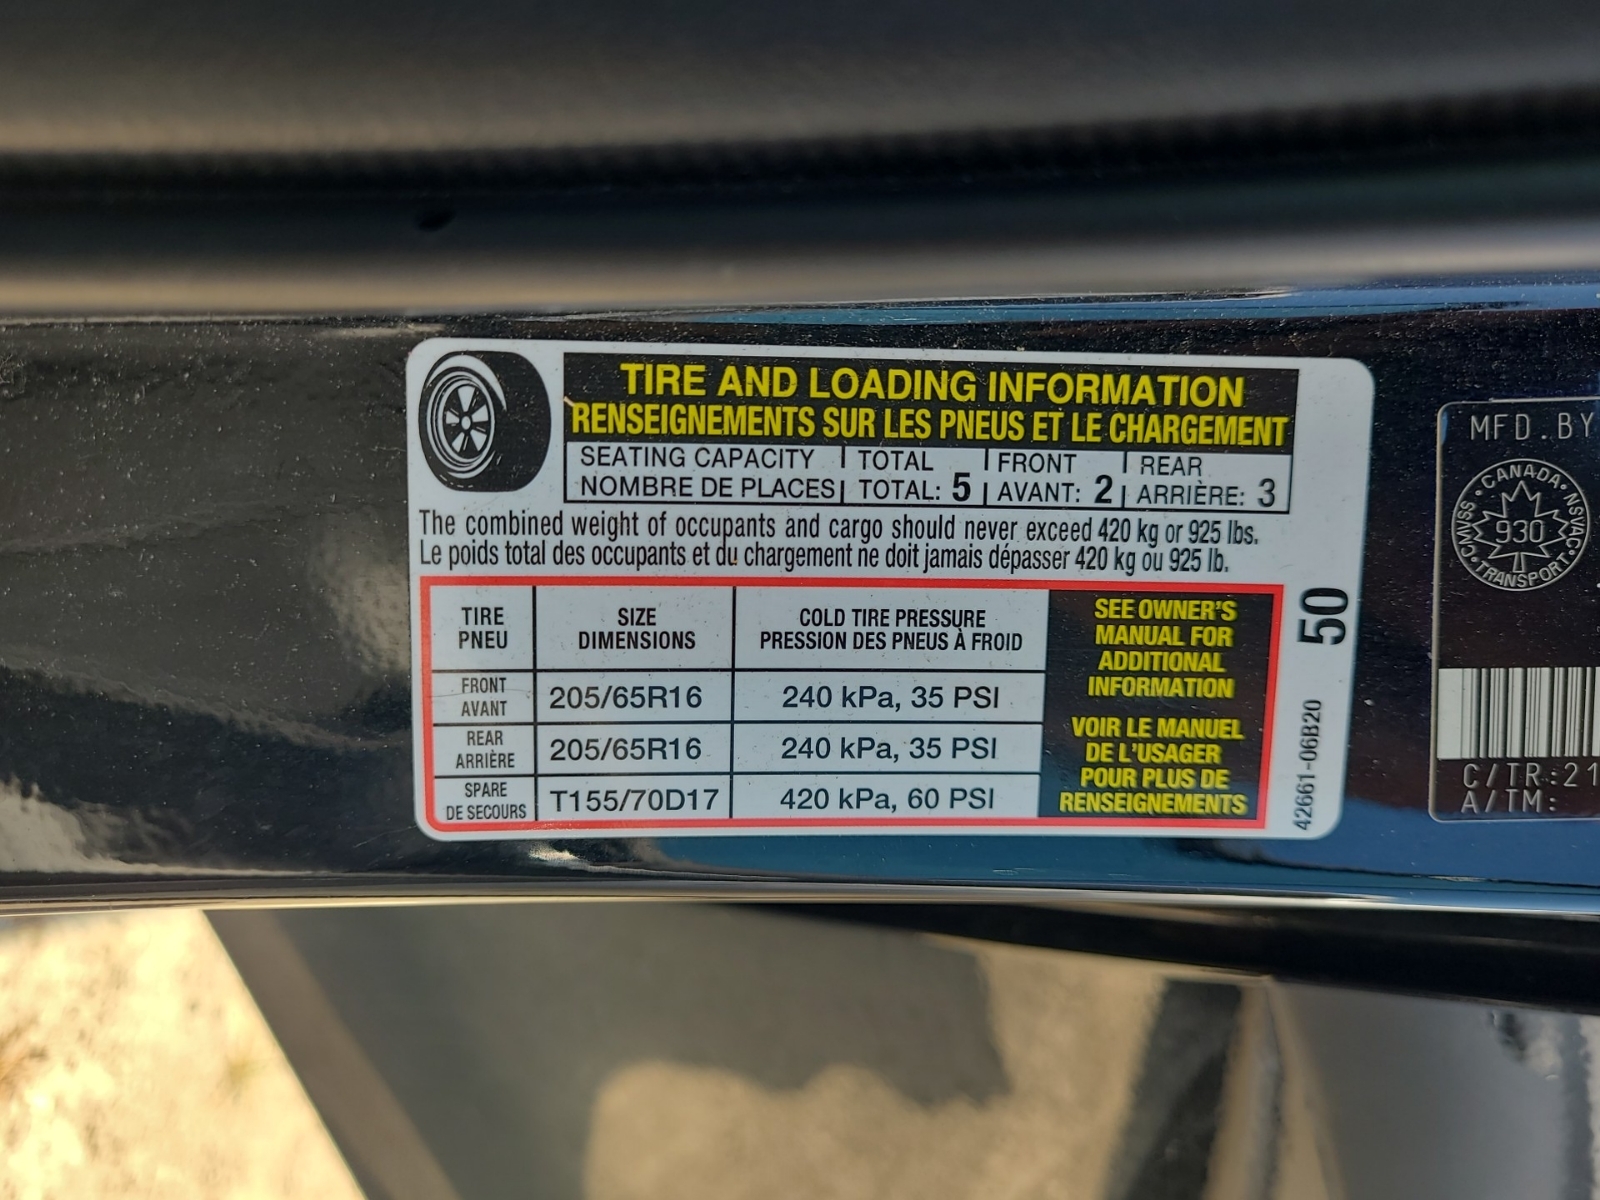 TIRE AND LOADING INFORMATION
RENSEIGNEMENTS SUR LES PNEUS ET LE CHARGEMENT
SEATING CAPACITY TOTAL FRONT REAR
NOMBRE DE PLACES TOTAL: 5 AVANT: 2 ARRIÈRE: 3
The combined weight of occupants and cargo should never exceed 420 kg or 925 lbs.
Le poids total des occupants et du chargement ne doit jamais dépasser 420 kg ou 925 lb.
TIRE SIZE COLD TIRE PRESSURE
PNEU DIMENSIONS PRESSION DES PNEUS À FROID
FRONT
AVANT 205/65R16 240 kPa, 35 PSI
REAR
ARRIÈRE 205/65R16 240 kPa, 35 PSI
SPARE
DE SECOURS T155/70D17 420 kPa, 60 PSI
SEE OWNER'S
MANUAL FOR
ADDITIONAL
INFORMATION
VOIR LE MANUEL
DE L'USAGER
POUR PLUS DE
RENSEIGNEMENTS
50
42661-06B20
MFD.BY
CANADA
CMVSS NSVAC
930
TRANSPORT
C/TR:21
A/TM: